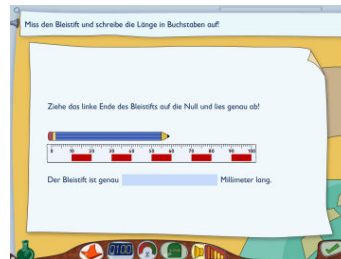 Miss den Bleistift und schreibe die Länge in Buchstaben auf!
Ziehe das linke Ende des Bleistifts auf die Null und lies genau ab!
0 10 20 30 40 50 60 70 80 90 100
Der Bleistift ist genau Millimeter lang.